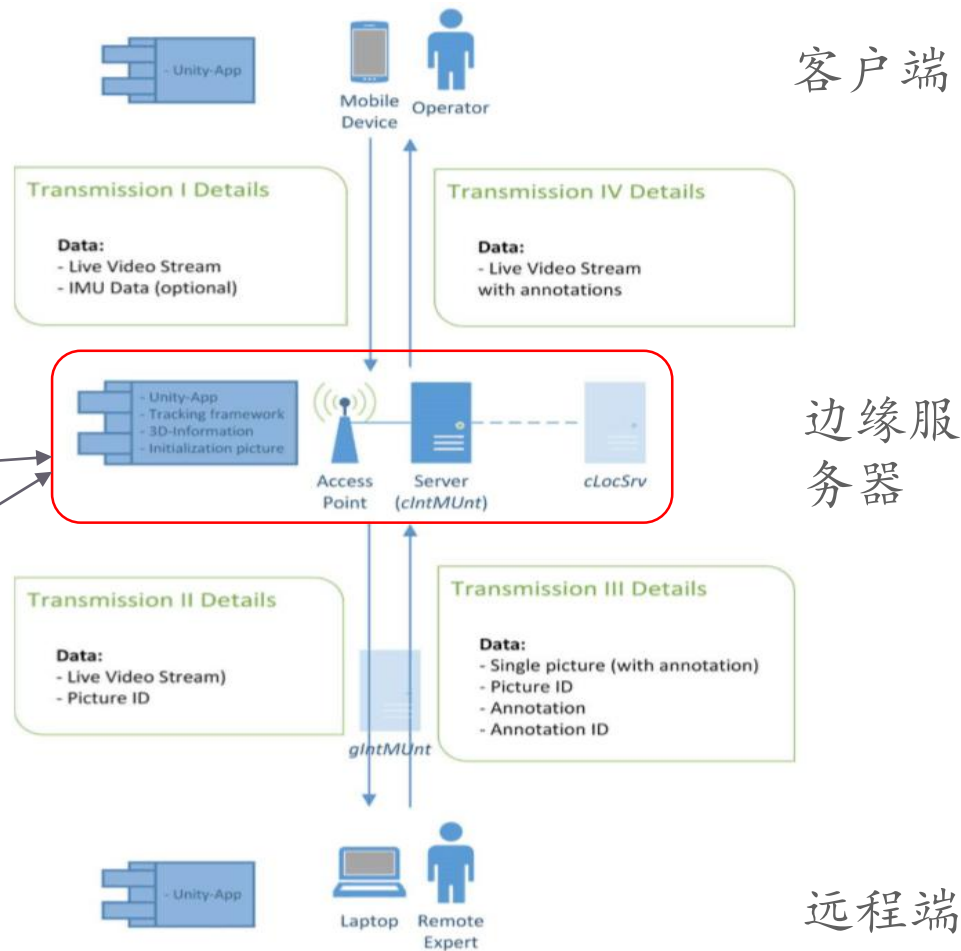 - Unity-App
Mobile
Device
Operator
客户端
Transmission I Details
Data:
- Live Video Stream
- IMU Data (optional)
Transmission IV Details
Data:
- Live Video Stream
with annotations
- Unity-App
- Tracking framework
- 3D-Information
- Initialization picture
Access
Point
Server
(cIntMUnt)
cLocSrv
边缘服
务器
Transmission II Details
Data:
- Live Video Stream)
- Picture ID
gIntMUnt
Transmission III Details
Data:
- Single picture (with annotation)
- Picture ID
- Annotation
- Annotation ID
- Unity-App
Laptop
Remote
Expert
远程端